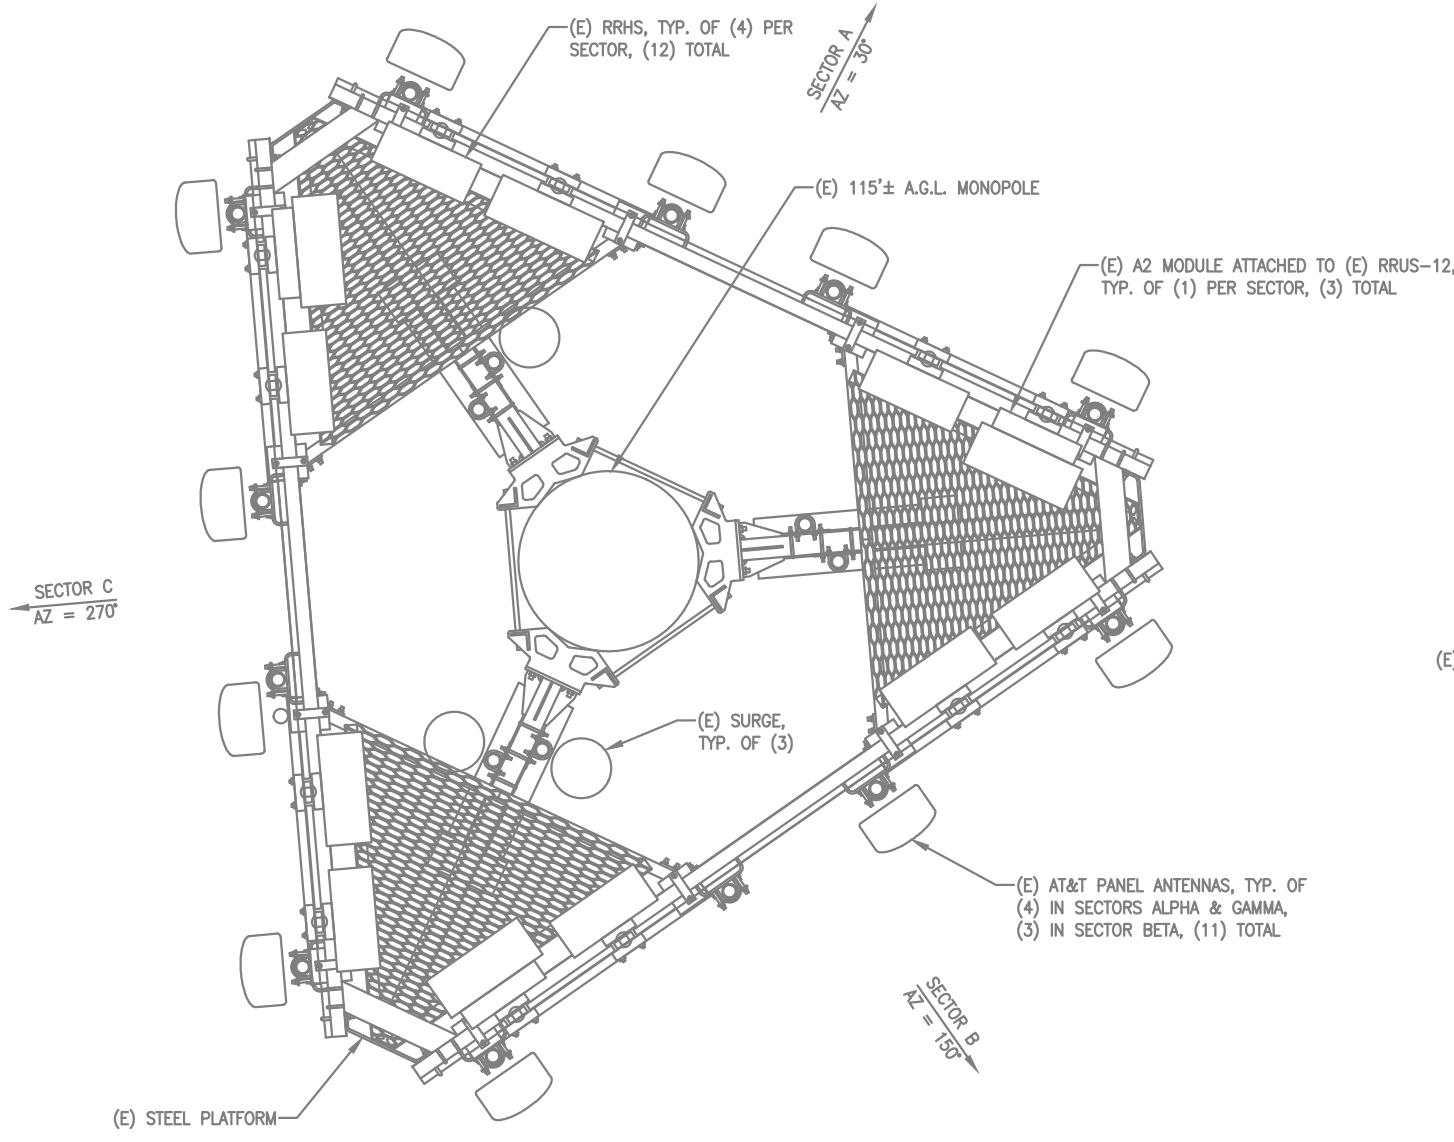 (E) RRHS, TYP. OF (4) PER
SECTOR, (12) TOTAL
SECTOR A
AZ = 30°
(E) 115'± A.G.L. MONOPOLE
(E) A2 MODULE ATTACHED TO (E) RRUS-12,
TYP. OF (1) PER SECTOR, (3) TOTAL
SECTOR C
AZ = 270°
(E)
(E) SURGE,
TYP. OF (3)
(E) AT&T PANEL ANTENNAS, TYP. OF
(4) IN SECTORS ALPHA & GAMMA,
(3) IN SECTOR BETA, (11) TOTAL
SECTOR B
AZ = 150°
(E) STEEL PLATFORM